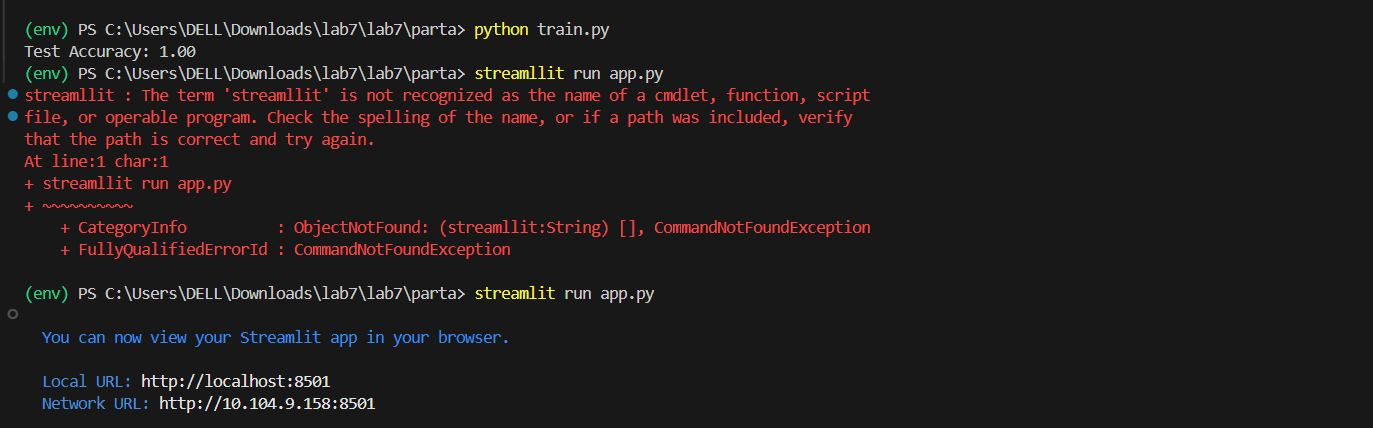 (env) PS C:\Users\DELL\Downloads\lab7\lab7\parta> python train.py
Test Accuracy: 1.00
(env) PS C:\Users\DELL\Downloads\lab7\lab7\parta> streamllit run app.py
streamllit : The term 'streamllit' is not recognized as the name of a cmdlet, function, script
file, or operable program. Check the spelling of the name, or if a path was included, verify
that the path is correct and try again.
At line:1 char:1
+ streamllit run app.py
+ ~~~~~~~~~~
    + CategoryInfo          : ObjectNotFound: (streamllit:String) [], CommandNotFoundException
    + FullyQualifiedErrorId : CommandNotFoundException
(env) PS C:\Users\DELL\Downloads\lab7\lab7\parta> streamlit run app.py
  You can now view your Streamlit app in your browser.
  Local URL: http://localhost:8501
  Network URL: http://10.104.9.158:8501